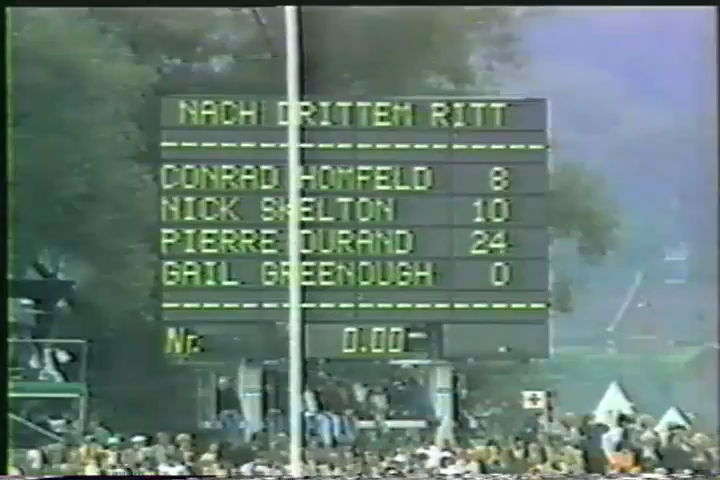 NACH DRITTEM RITT
CONRAD HOMFELD 8
NICK SKELTON 10
PIERRE DURAND 24
GAIL GREENOUGH 0
Nr. 0.00